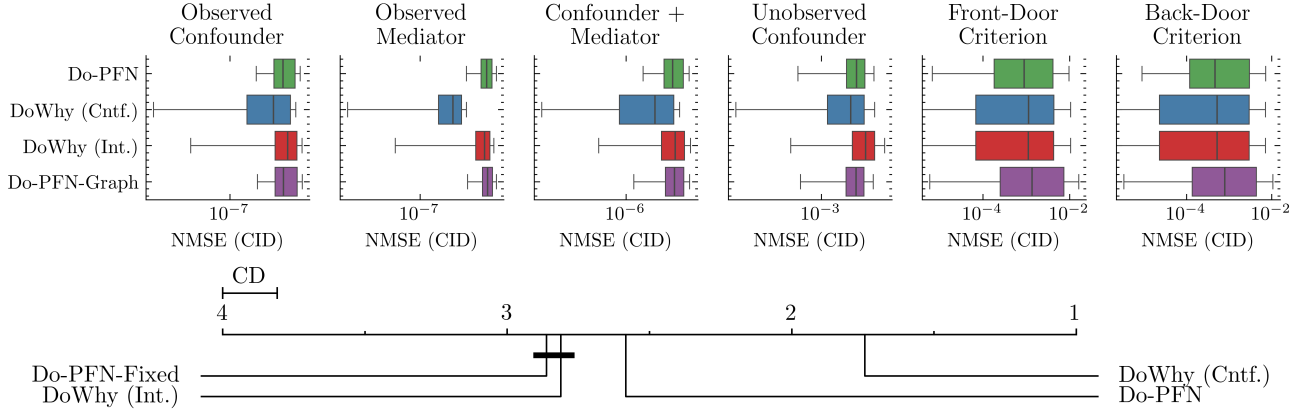 Observed Confounder
Observed Mediator
Confounder + Mediator
Unobserved Confounder
Front-Door Criterion
Back-Door Criterion
Do-PFN
DoWhy (Cntf.)
DoWhy (Int.)
Do-PFN-Graph
10⁻⁷
10⁻⁷
10⁻⁶
10⁻³
10⁻⁴ 10⁻²
10⁻⁴ 10⁻²
NMSE (CID)
NMSE (CID)
NMSE (CID)
NMSE (CID)
NMSE (CID)
NMSE (CID)
CD
4 3 2 1
Do-PFN-Fixed
DoWhy (Int.)
DoWhy (Cntf.)
Do-PFN